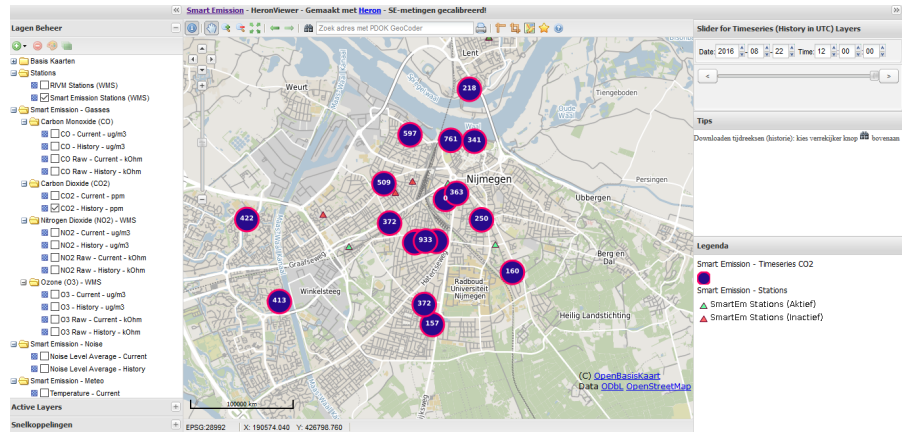 Smart Emission - HeronViewer - Gemaakt met Heron - SE-metingen gecalibreerd!
Lagen Beheer
Basis Kaarten
Stations
RIVM Stations (WMS)
Smart Emission Stations (WMS)
Smart Emission - Gasses
Carbon Monoxide (CO)
CO - Current - ug/m3
CO - History - ug/m3
CO Raw - Current - kOhm
CO Raw - History - kOhm
Carbon Dioxide (CO2)
CO2 - Current - ppm
CO2 - History - ppm
Nitrogen Dioxide (NO2) - WMS
NO2 - Current - ug/m3
NO2 - History - ug/m3
NO2 Raw - Current - kOhm
NO2 Raw - History - kOhm
Ozone (O3) - WMS
O3 - Current - ug/m3
O3 - History - ug/m3
O3 Raw - Current - kOhm
O3 Raw - History - kOhm
Smart Emission - Noise
Noise Level Average - Current
Noise Level Average - History
Smart Emission - Meteo
Temperature - Current
Active Layers
Snelkoppelingen
Zoek adres met PDOK GeoCoder
Lent
218
Weurt
Oude Waal
Tiengeboden
597
761
341
Nijmegen
Persingen
509
0
363
Ubbergen
422
372
250
933
Berg en Dal
Graafseweg
Hatertseweg
160
Radboud Universiteit Nijmegen
Winkelsteeg
413
372
157
Heilig Landstichting
(C) OpenBasisKaart
Data ODbL OpenStreetMap
100000 km
EPSG:28992
X: 190574.040
Y: 426798.760
Slider for Timeseries (History in UTC) Layers
Date: 2016 - 08 - 22 Time: 12 : 00 : 00
<
>
Tips
Downloaden tijdreeksen (historie): kies verrekijker knop bovenaan
Legenda
Smart Emission - Timeseries CO2
Smart Emission - Stations
SmartEm Stations (Aktief)
SmartEm Stations (Inactief)